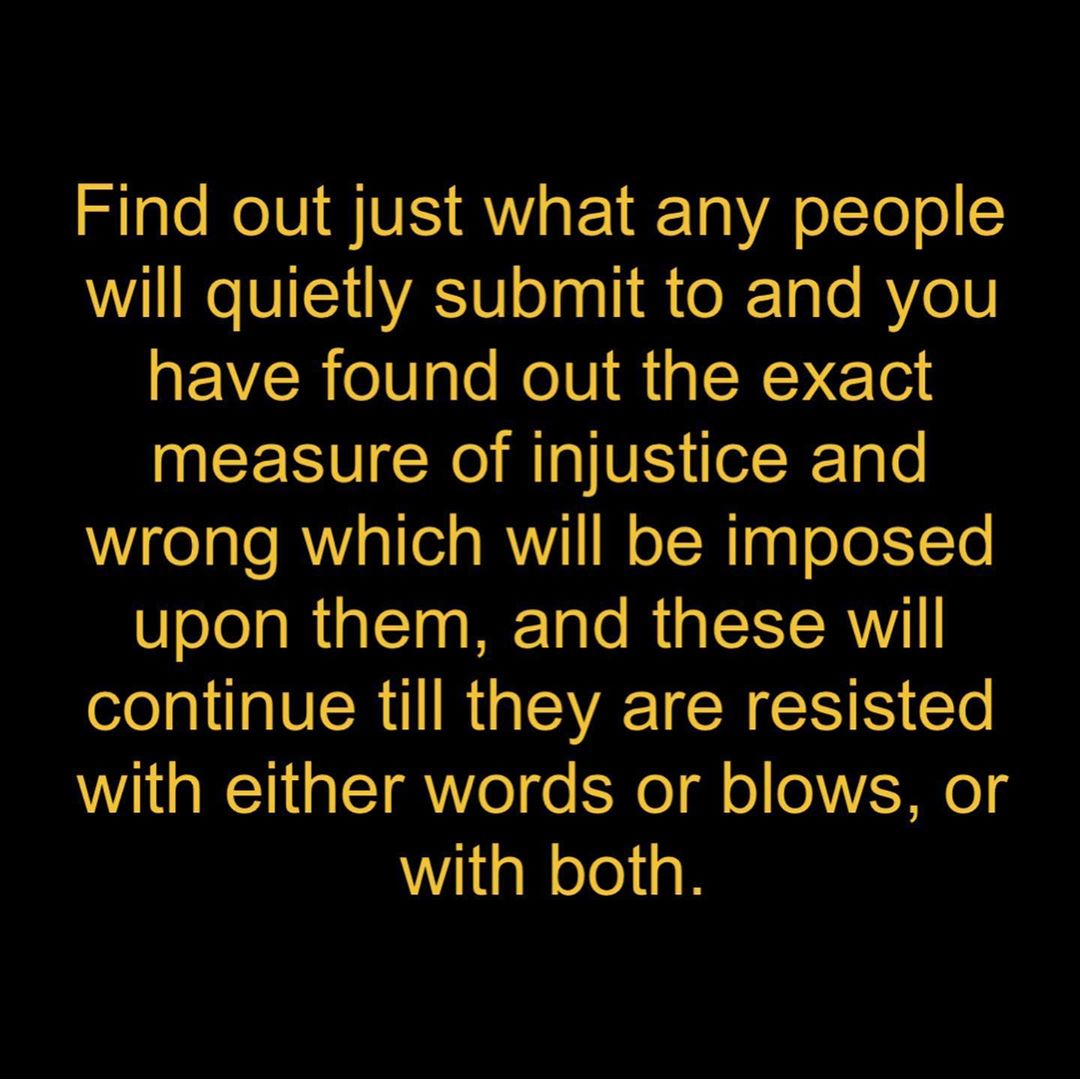 Find out just what any people
will quietly submit to and you
have found out the exact
measure of injustice and
wrong which will be imposed
upon them, and these will
continue till they are resisted
with either words or blows, or
with both.